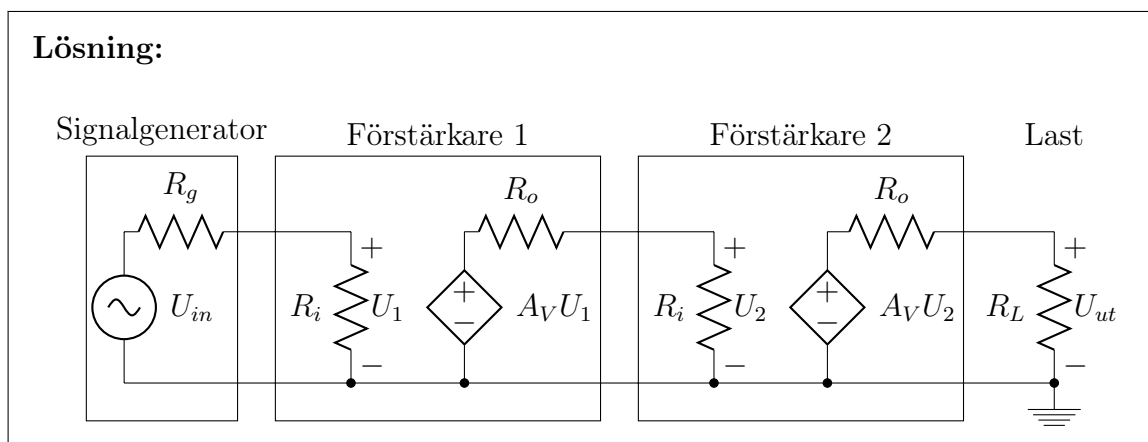 Lösning:
Signalgenerator Förstärkare 1 Förstärkare 2 Last
R_g R_o R_o
+ + +
U_in R_i U_1 + − A_V U_1 R_i U_2 + − A_V U_2 R_L U_ut
− − −